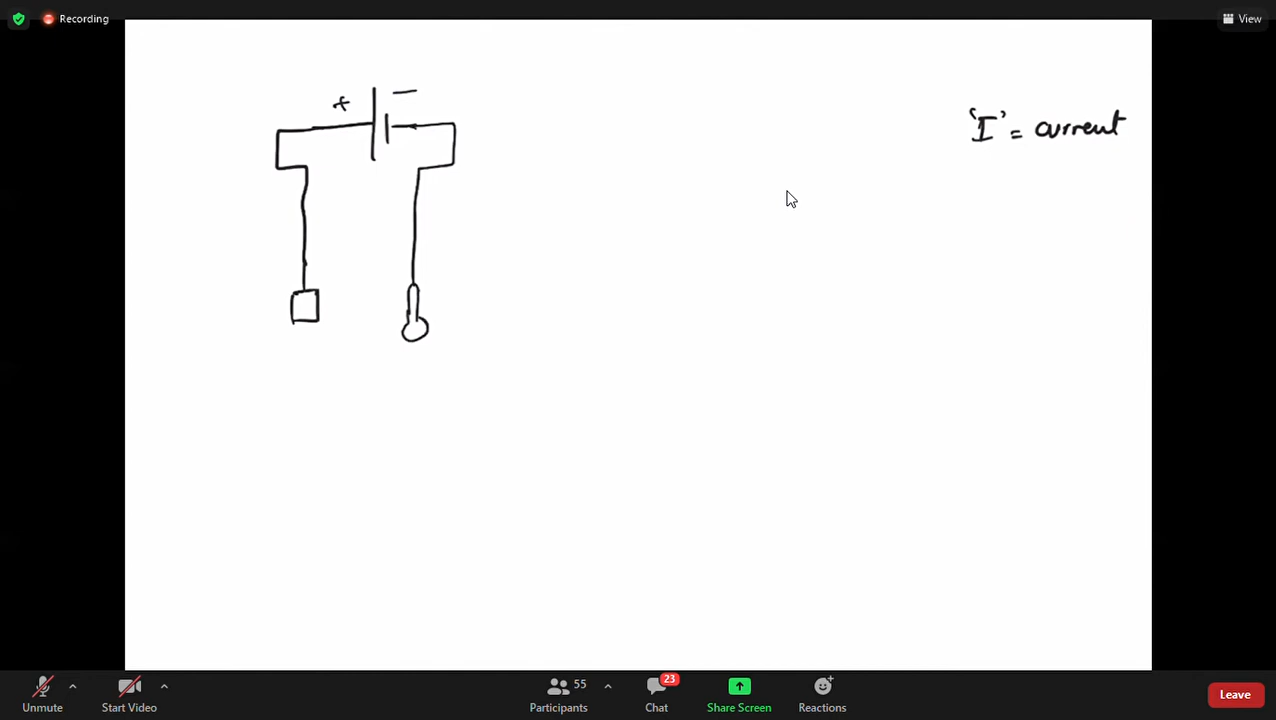 Recording
View
+ −
'I' = current
Unmute
Start Video
55
Participants
23
Chat
Share Screen
Reactions
Leave